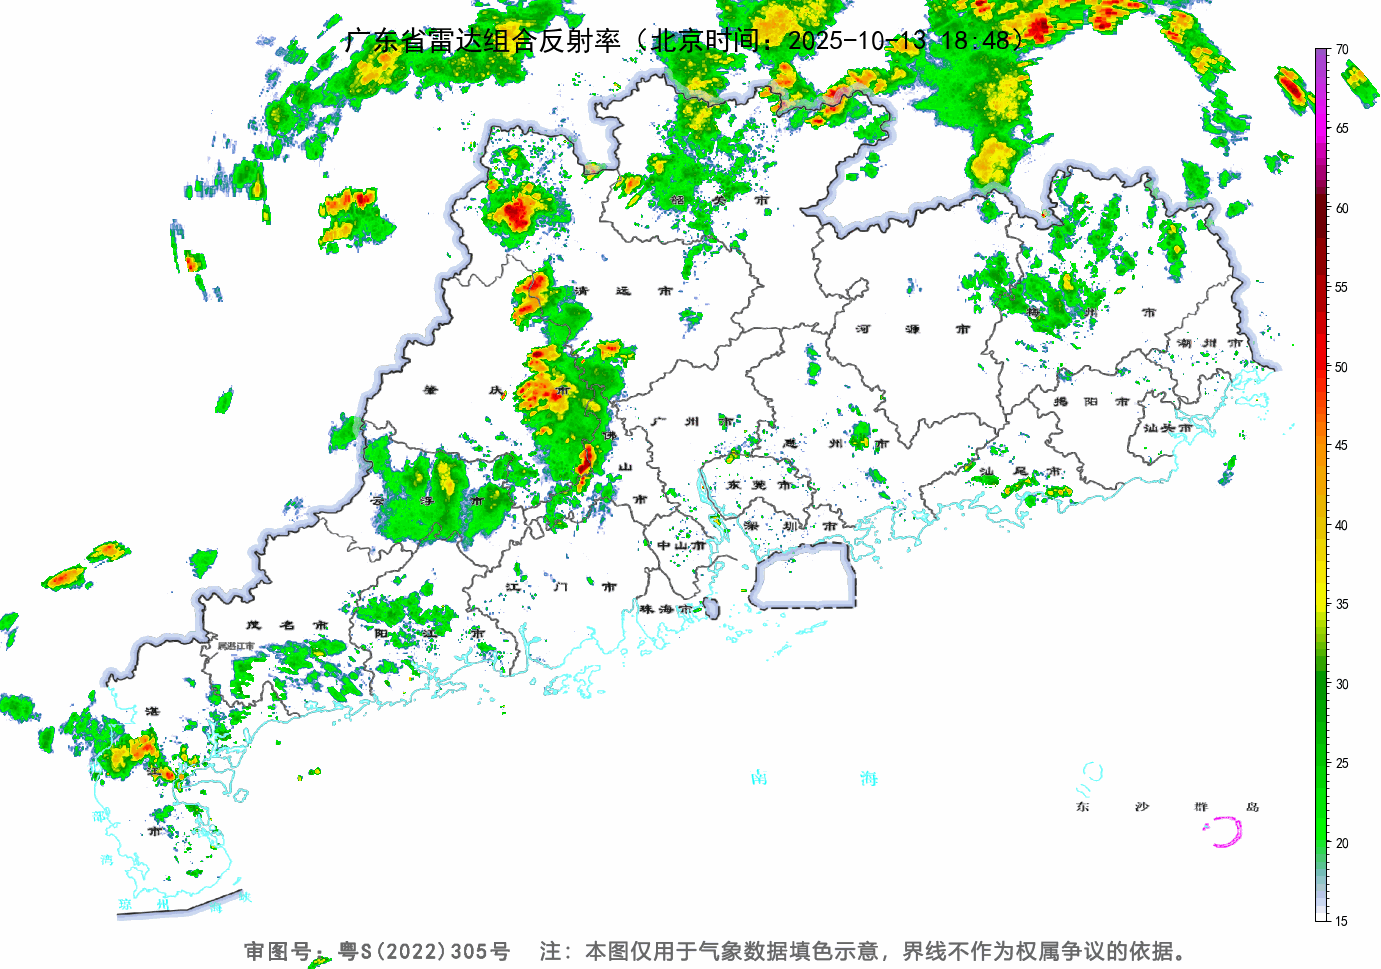 广东省雷达组合反射率（北京时间：2025-10-13 18:48）
70
65
60
55
50
45
40
35
30
25
20
15
韶 关 市
清 远 市
河 源 市
梅 州 市
潮 州 市
肇 庆 市
揭 阳 市
汕头市
广 州 市
惠 州 市
佛 山 市
汕 尾 市
东 莞 市
云 浮 市
深 圳 市
中山市
江 门 市
珠海市
茂 名 市
阳 江 市
属湛江市
湛 江 市
南 海
东 沙 群 岛
琼 州 海 峡
审图号：粤S(2022)305号 注：本图仅用于气象数据填色示意，界线不作为权属争议的依据。